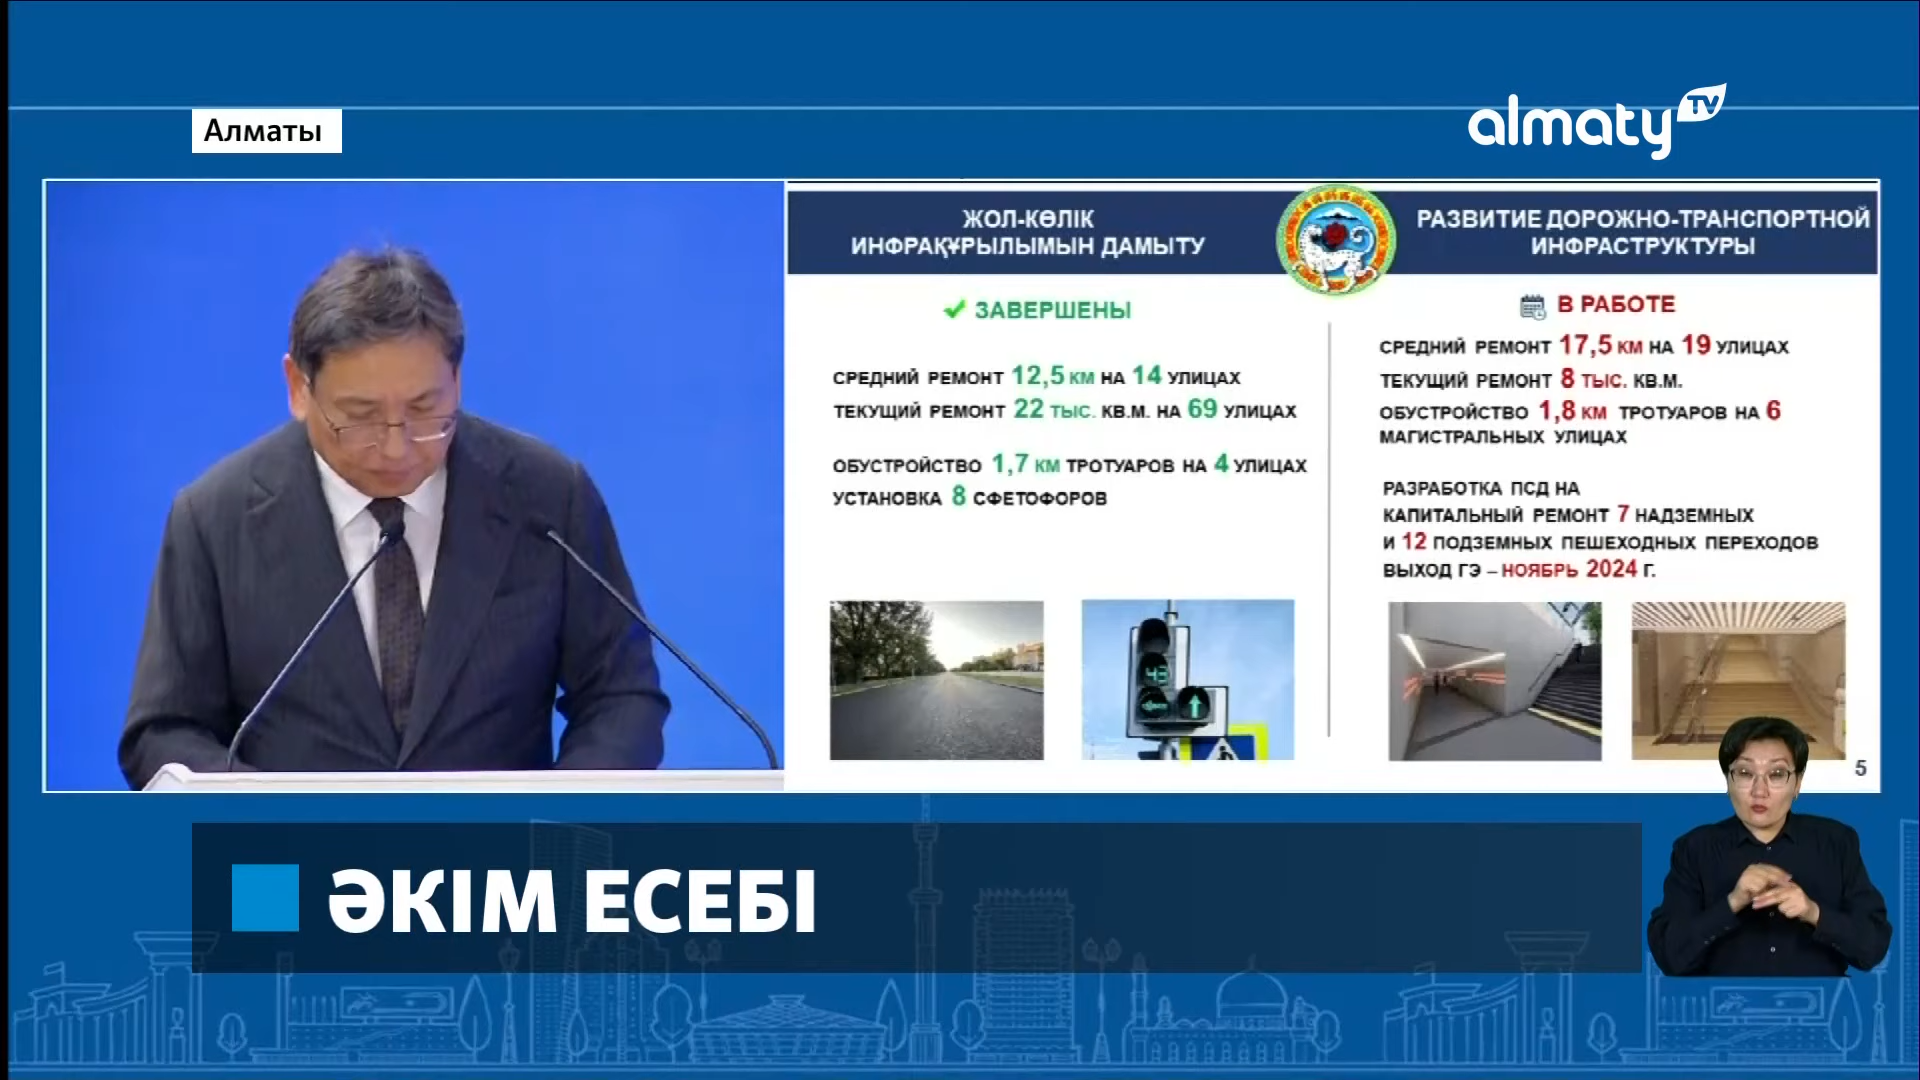 Алматы
almaty TV
ЖОЛ-КӨЛІК
ИНФРАҚҰРЫЛЫМЫН ДАМЫТУ
РАЗВИТИЕ ДОРОЖНО-ТРАНСПОРТНОЙ
ИНФРАСТРУКТУРЫ
ЗАВЕРШЕНЫ
СРЕДНИЙ РЕМОНТ 12,5 КМ НА 14 УЛИЦАХ
ТЕКУЩИЙ РЕМОНТ 22 ТЫС. КВ.М. НА 69 УЛИЦАХ
ОБУСТРОЙСТВО 1,7 КМ ТРОТУАРОВ НА 4 УЛИЦАХ
УСТАНОВКА 8 СФЕТОФОРОВ
43
В РАБОТЕ
СРЕДНИЙ РЕМОНТ 17,5 КМ НА 19 УЛИЦАХ
ТЕКУЩИЙ РЕМОНТ 8 ТЫС. КВ.М.
ОБУСТРОЙСТВО 1,8 КМ ТРОТУАРОВ НА 6
МАГИСТРАЛЬНЫХ УЛИЦАХ
РАЗРАБОТКА ПСД НА
КАПИТАЛЬНЫЙ РЕМОНТ 7 НАДЗЕМНЫХ
И 12 ПОДЗЕМНЫХ ПЕШЕХОДНЫХ ПЕРЕХОДОВ
ВЫХОД ГЭ – НОЯБРЬ 2024 Г.
5
ӘКІМ ЕСЕБІ